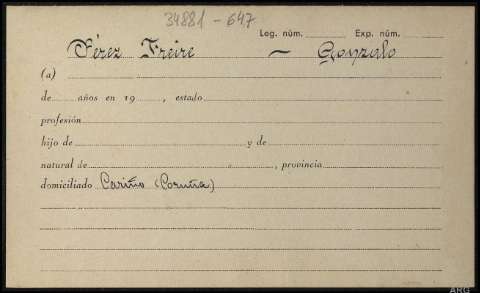 34881-647
Leg. núm. Exp. núm.
Pérez Freire — Gonzalo
(a)
de años en 19 , estado
profesión
hijo de y de
natural de , provincia
domiciliado Cariño (Coruña)
ARG